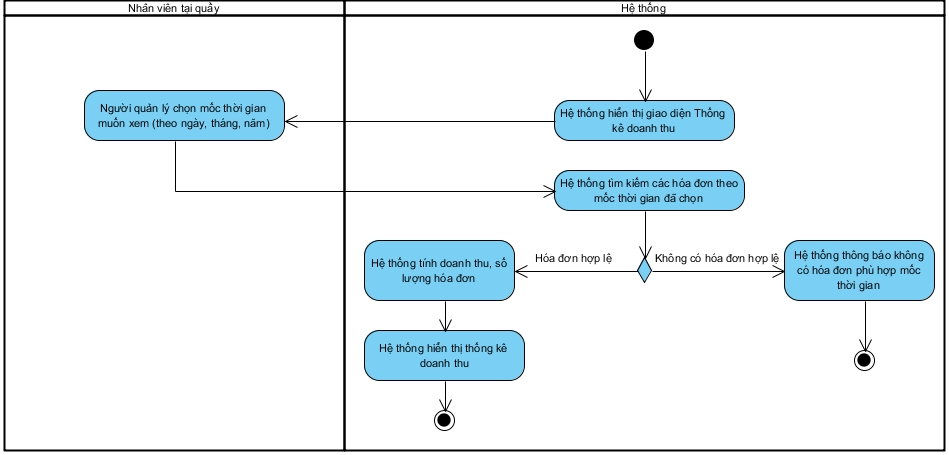 Nhân viên tại quầy
Hệ thống
Người quản lý chọn mốc thời gian
muốn xem (theo ngày, tháng, năm)
Hệ thống hiển thị giao diện Thống
kê doanh thu
Hệ thống tìm kiếm các hóa đơn theo
mốc thời gian đã chọn
Hóa đơn hợp lệ
Không có hóa đơn hợp lệ
Hệ thống tính doanh thu, số
lượng hóa đơn
Hệ thống thông báo không
có hóa đơn phù hợp mốc
thời gian
Hệ thống hiển thị thống kê
doanh thu